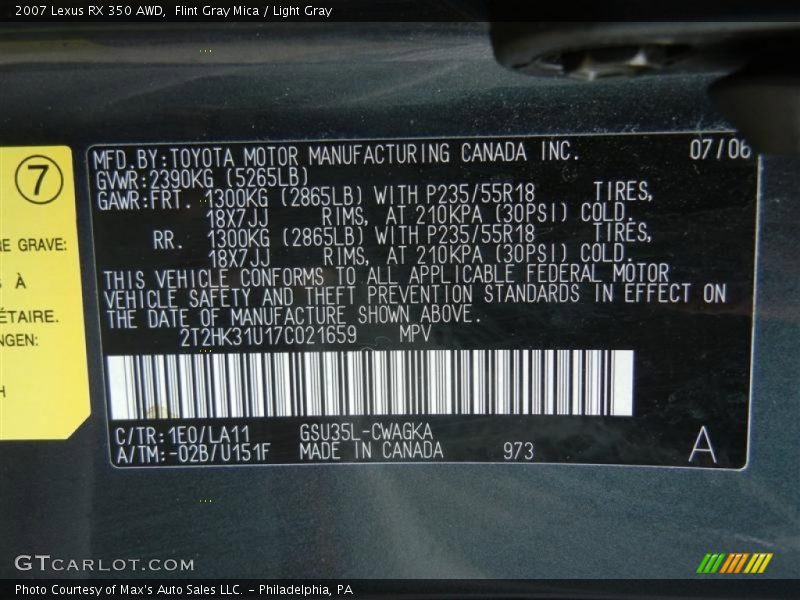 2007 Lexus RX 350 AWD,  Flint Gray Mica / Light Gray
7
RE GRAVE:
S À
ÉTAIRE.
NGEN:
H
MFD.BY:TOYOTA MOTOR MANUFACTURING CANADA INC. 07/06
GVWR:2390KG (5265LB)
GAWR:FRT. 1300KG (2865LB) WITH P235/55R18 TIRES,
18X7JJ RIMS, AT 210KPA (30PSI) COLD.
RR. 1300KG (2865LB) WITH P235/55R18 TIRES,
18X7JJ RIMS, AT 210KPA (30PSI) COLD.
THIS VEHICLE CONFORMS TO ALL APPLICABLE FEDERAL MOTOR
VEHICLE SAFETY AND THEFT PREVENTION STANDARDS IN EFFECT ON
THE DATE OF MANUFACTURE SHOWN ABOVE.
2T2HK31U17C021659 MPV
C/TR:1E0/LA11 GSU35L-CWAGKA
A/TM:-02B/U151F MADE IN CANADA 973 A
GTCARLOT.COM
Photo Courtesy of Max's Auto Sales LLC. - Philadelphia, PA